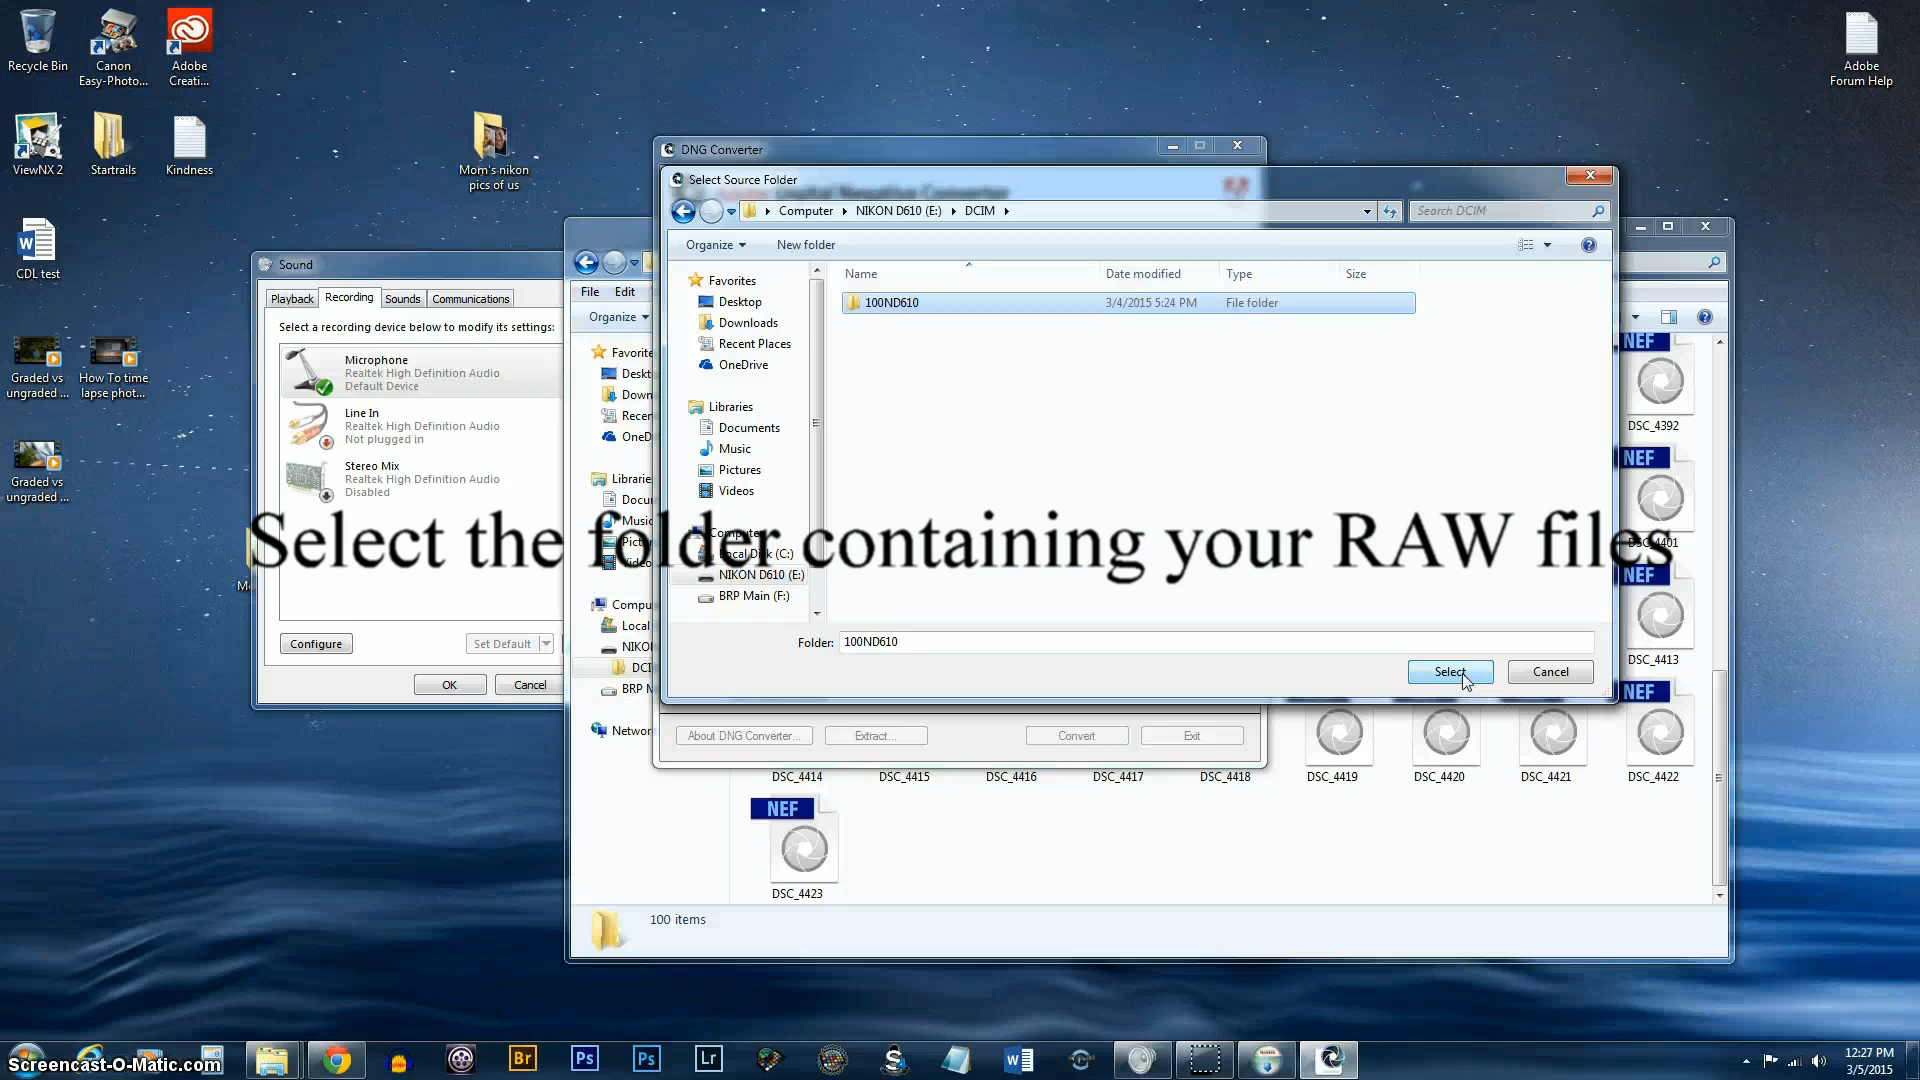 Recycle Bin
Canon
Easy-Photo...
Adobe
Creati...
Adobe
Forum Help
ViewNX 2
Startrails
Kindness
Mom's nikon
pics of us
CDL test
Graded vs
ungraded ...
How To time
lapse phot...
Graded vs
ungraded ...
Sound
Playback
Recording
Sounds
Communications
Select a recording device below to modify its settings:
Microphone
Realtek High Definition Audio
Default Device
Line In
Realtek High Definition Audio
Not plugged in
Stereo Mix
Realtek High Definition Audio
Disabled
Configure
Set Default
OK
Cancel
File Edit
Organize
Favorite
Deskt
Down
Recen
OneD
Librarie
Docu
Music
Pictu
Video
Compu
Local
NIKON
DCI
BRP M
Networ
DNG Converter
Select Source Folder
Computer
NIKON D610 (E:)
DCIM
Search DCIM
Organize
New folder
Name
Date modified
Type
Size
100ND610
3/4/2015 5:24 PM
File folder
Favorites
Desktop
Downloads
Recent Places
OneDrive
Libraries
Documents
Music
Pictures
Videos
Computer
Local Disk (C:)
NIKON D610 (E:)
BRP Main (F:)
Select the folder containing your RAW files
Folder: 100ND610
Select
Cancel
About DNG Converter...
Extract...
Convert
Exit
NEF
DSC_4392
NEF
DSC_4401
NEF
DSC_4413
NEF
DSC_4414
DSC_4415
DSC_4416
DSC_4417
DSC_4418
DSC_4419
DSC_4420
DSC_4421
DSC_4422
NEF
DSC_4423
100 items
Screencast-O-Matic.com
Br
Ps
Ps
Lr
W
12:27 PM
3/5/2015